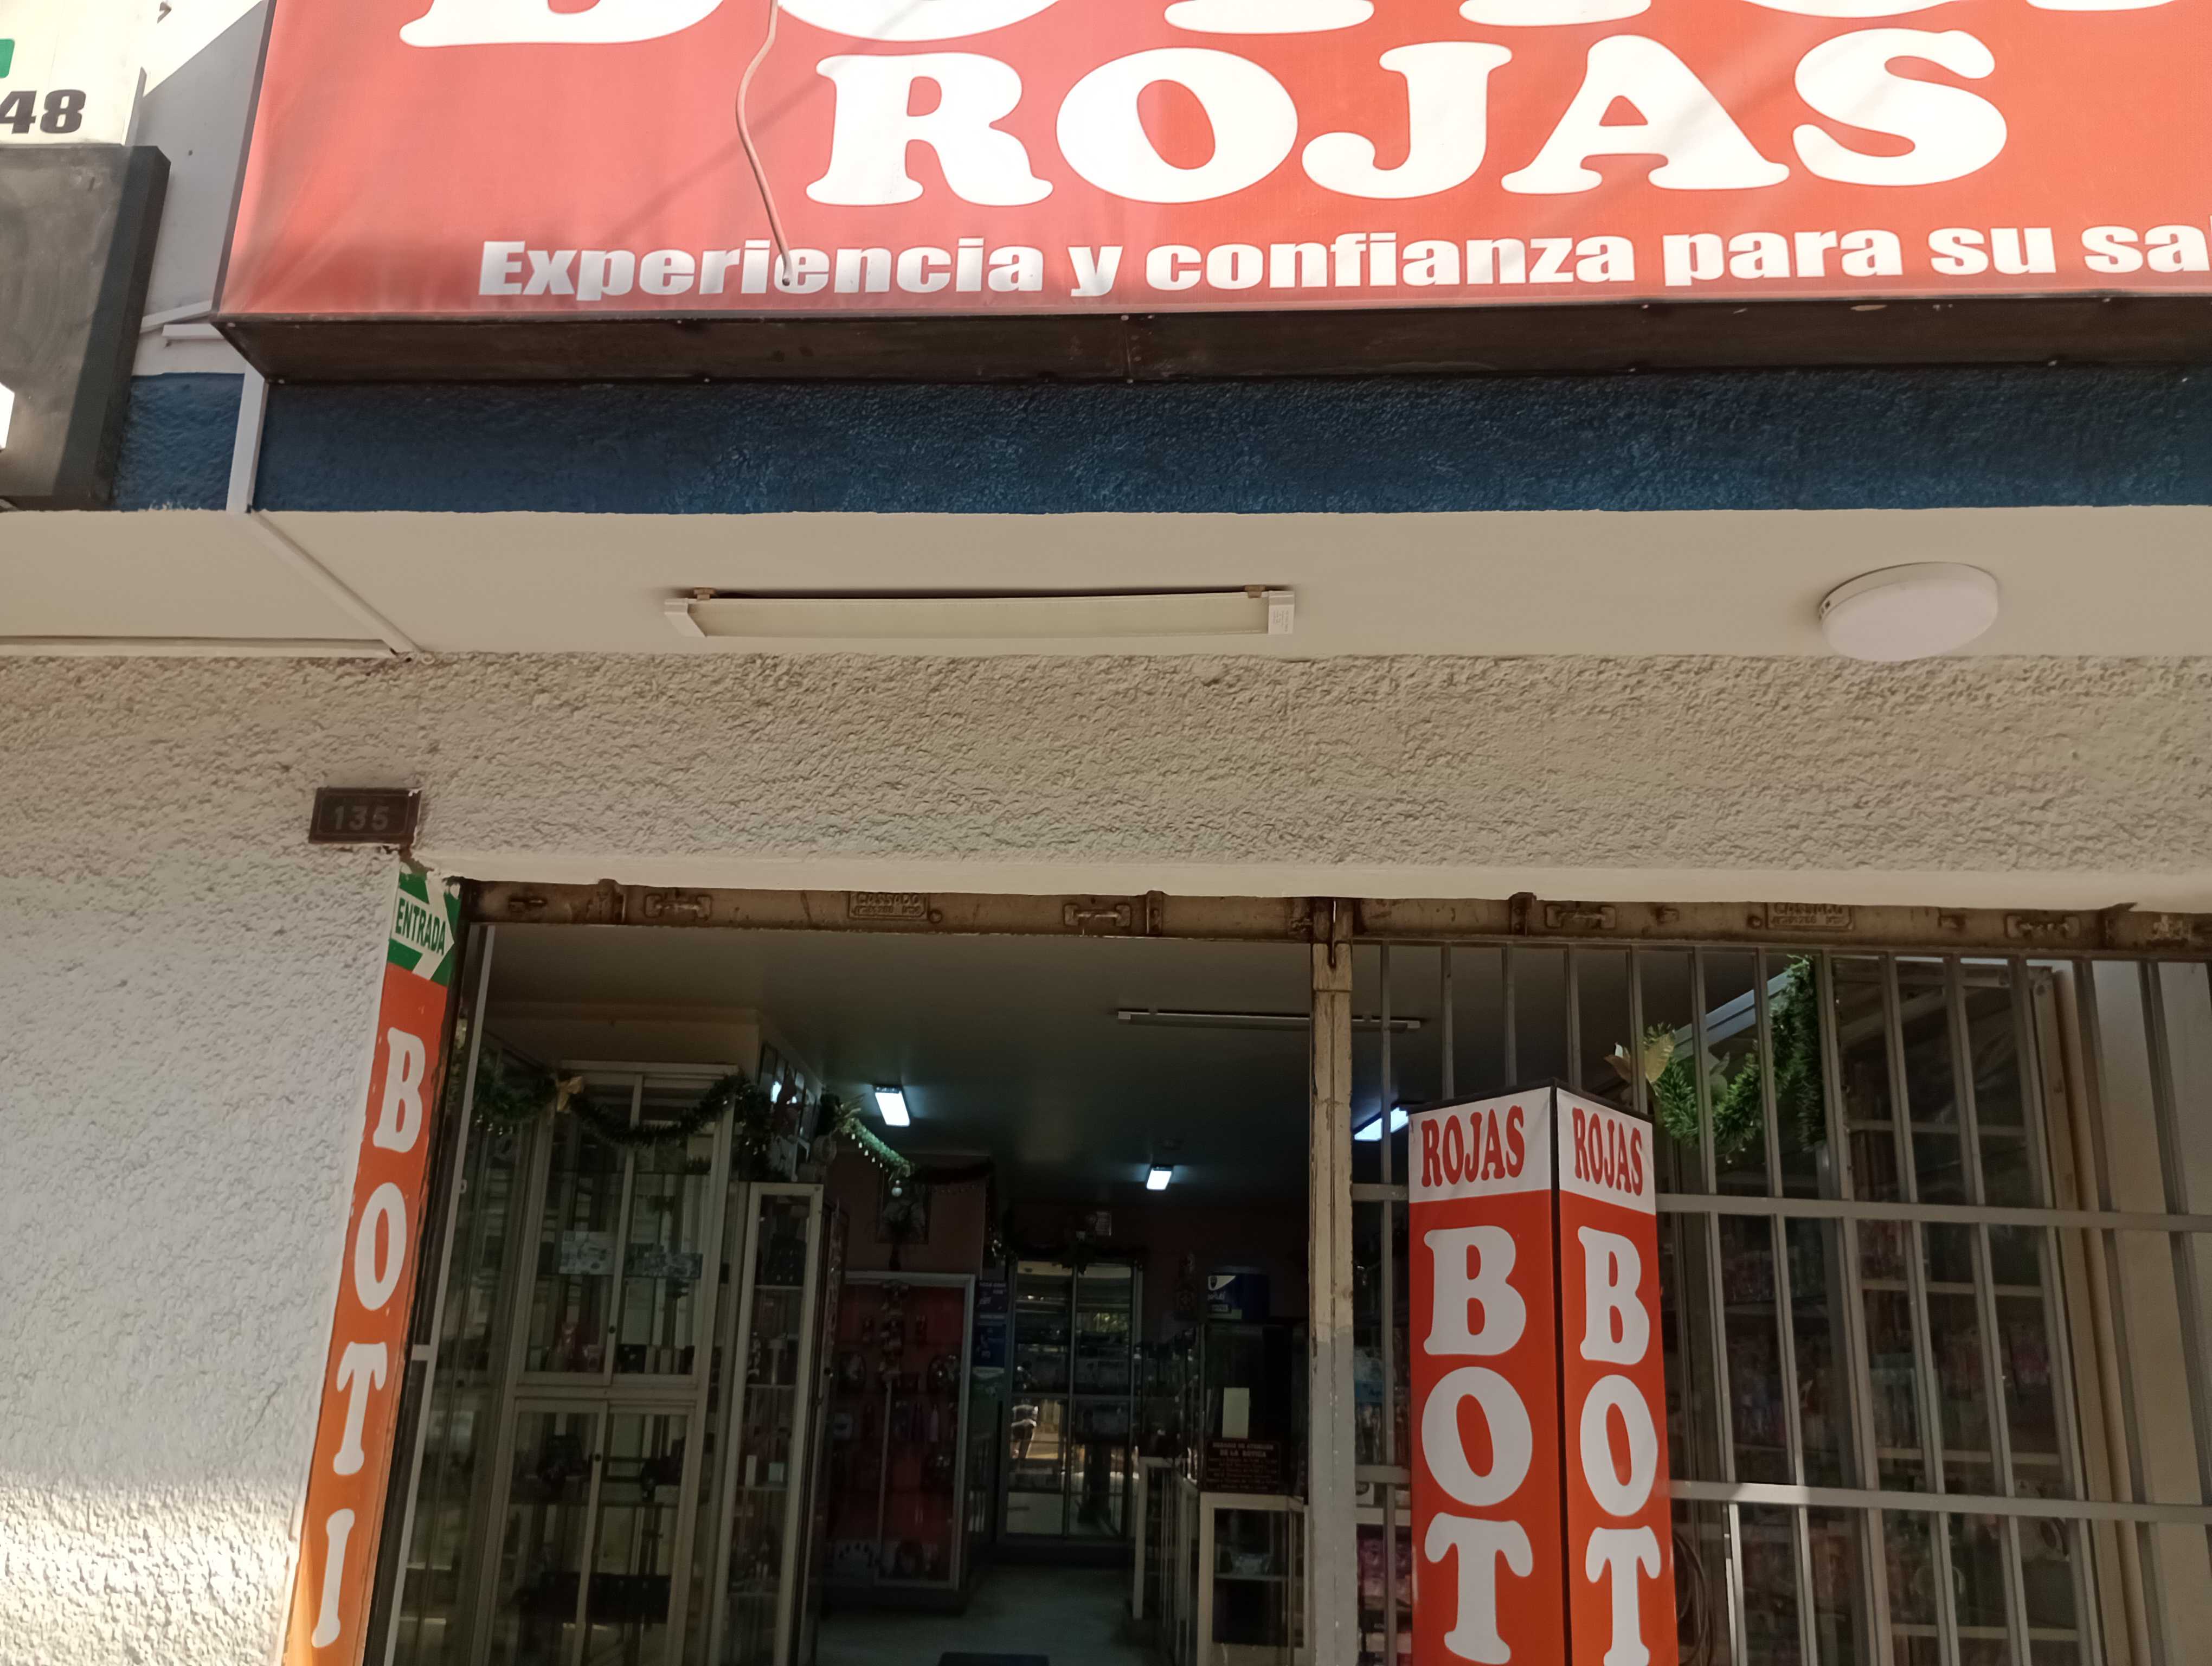 48
ROJAS
Experiencia y confianza para su sa
135
ENTRADA
BOTI
ROJAS
BOT
ROJAS
BOT